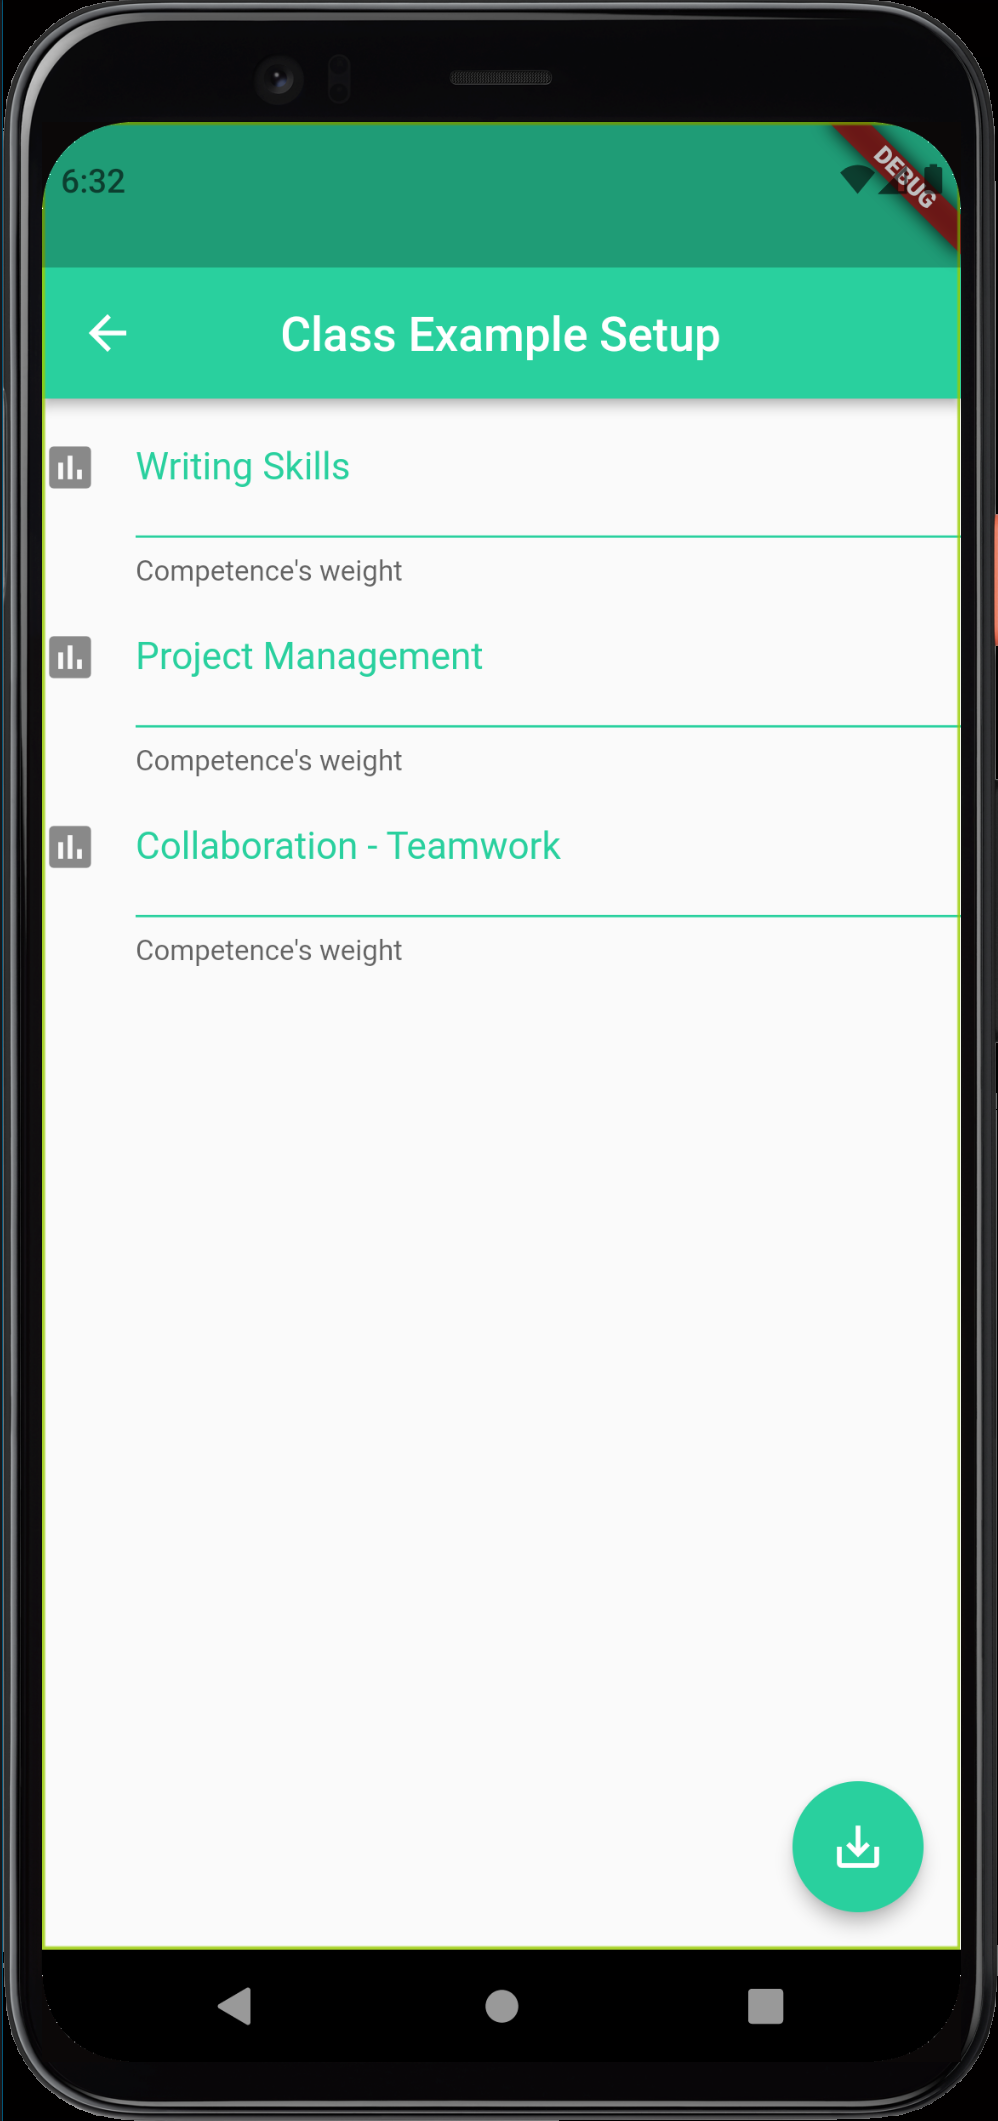 6:32
DEBUG
Class Example Setup
Writing Skills
Competence's weight
Project Management
Competence's weight
Collaboration - Teamwork
Competence's weight